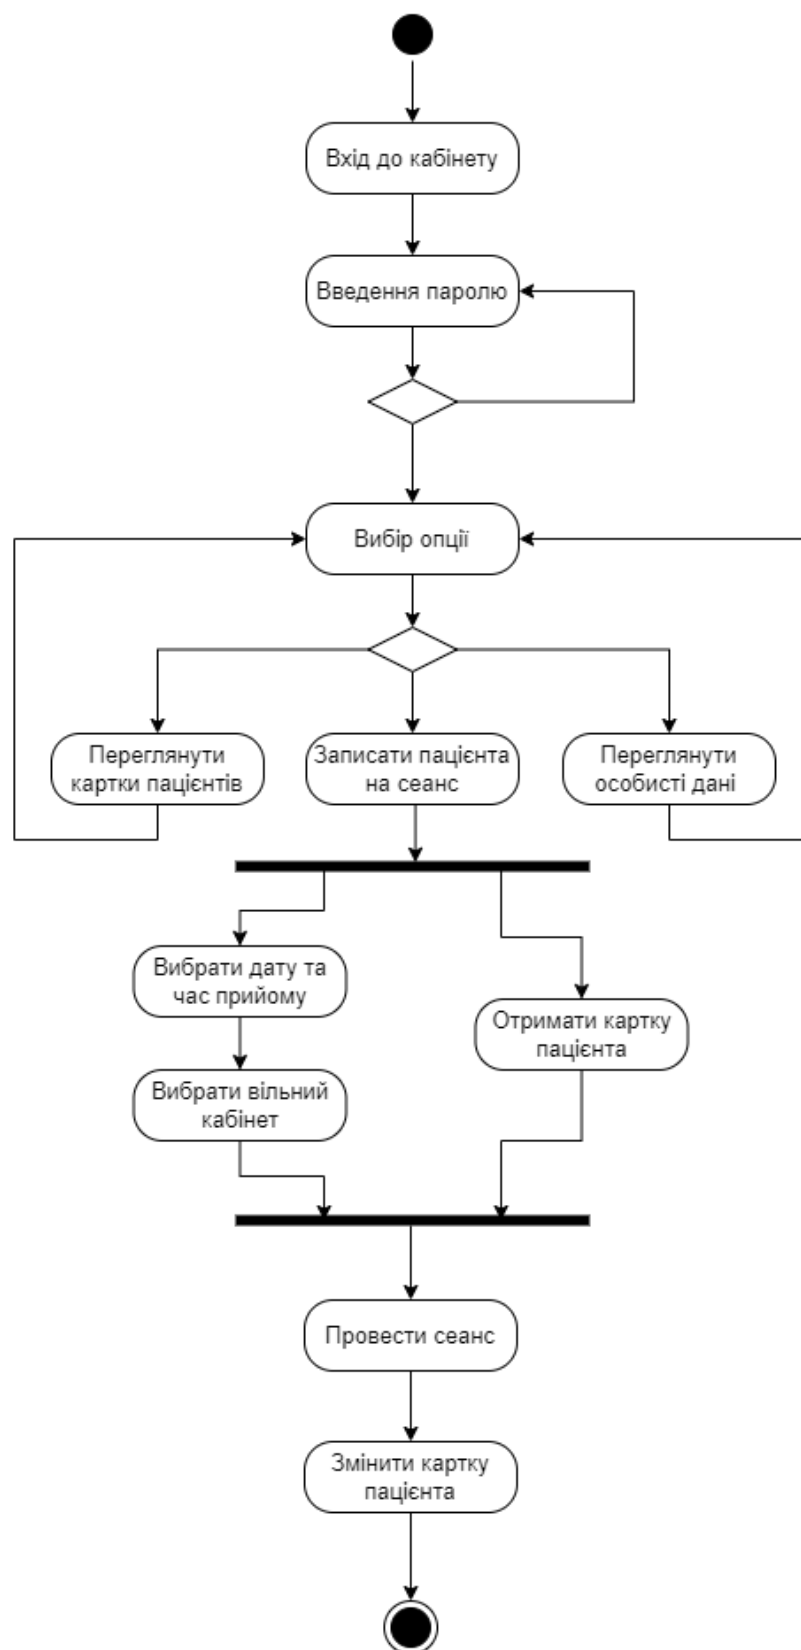 Вхід до кабінету
Введення паролю
Вибір опції
Переглянути
картки пацієнтів
Записати пацієнта
на сеанс
Переглянути
особисті дані
Вибрати дату та
час прийому
Отримати картку
пацієнта
Вибрати вільний
кабінет
Провести сеанс
Змінити картку
пацієнта